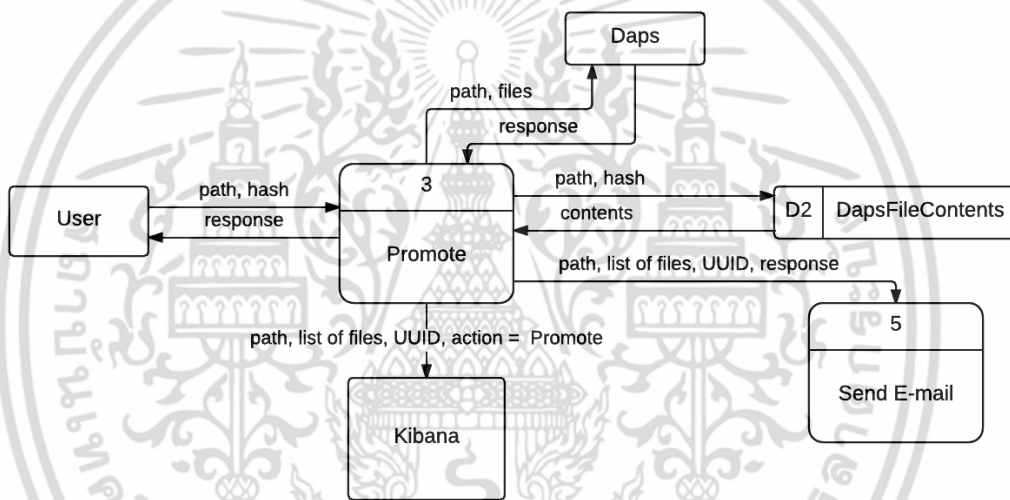 Daps
path, files
response
3
Promote
User
path, hash
response
path, hash
contents
D2
DapsFileContents
path, list of files, UUID, response
5
Send E-mail
path, list of files, UUID, action = Promote
Kibana